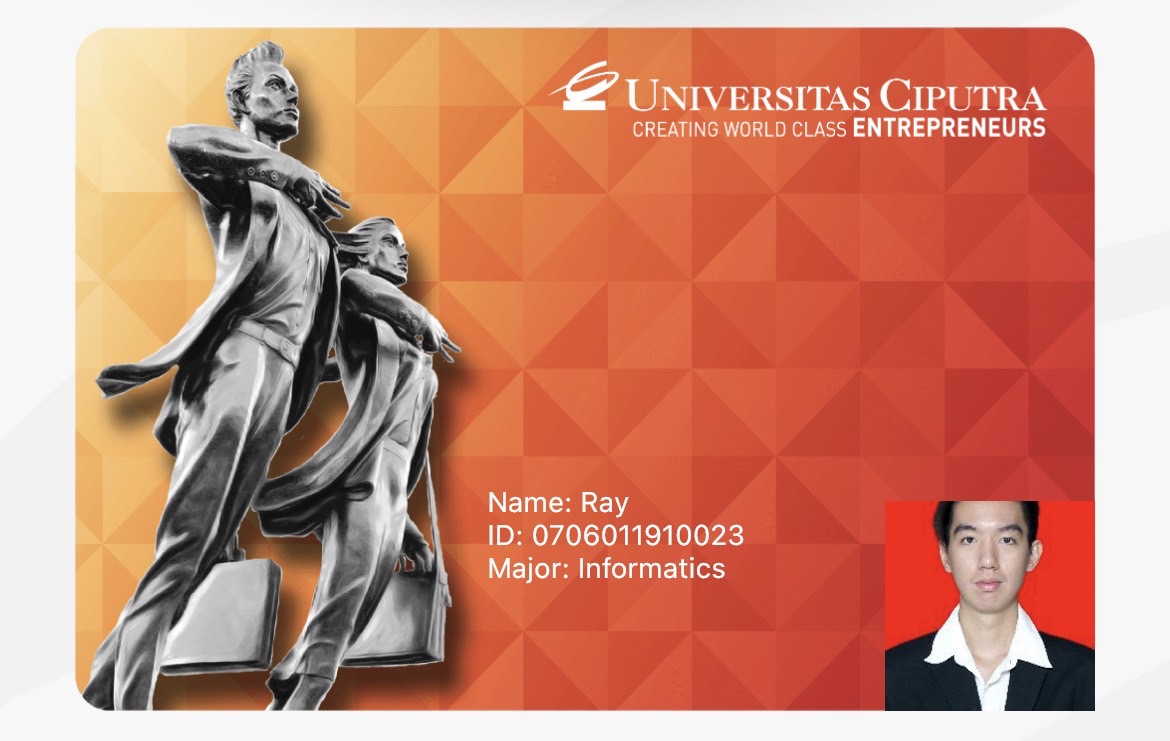 UNIVERSITAS CIPUTRA
CREATING WORLD CLASS ENTREPRENEURS
Name: Ray
ID: 0706011910023
Major: Informatics